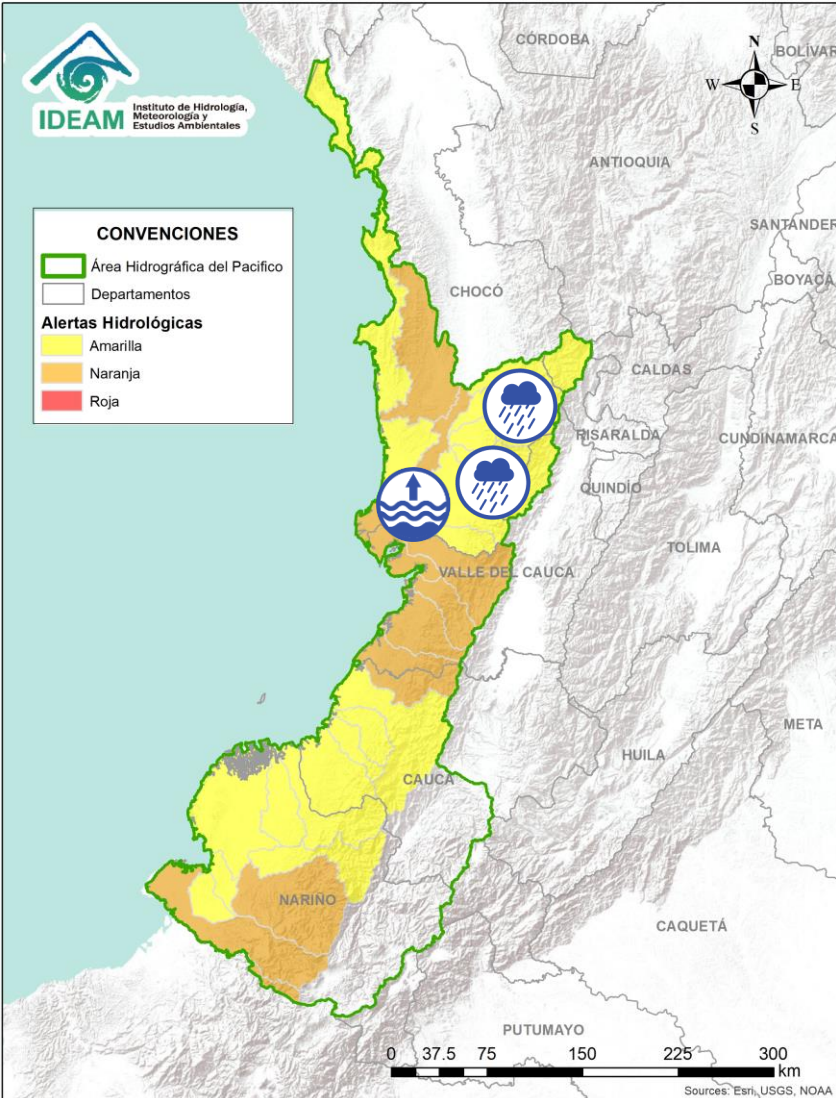 IDEAM
Instituto de Hidrología,
Meteorología y
Estudios Ambientales
CÓRDOBA
BOLÍVAR
N
W
E
S
ANTIOQUIA
SANTANDER
BOYACÁ
CONVENCIONES
Área Hidrográfica del Pacifico
Departamentos
Alertas Hidrológicas
Amarilla
Naranja
Roja
CHOCÓ
CALDAS
RISARALDA
CUNDINAMARCA
QUINDÍO
TOLIMA
VALLE DEL CAUCA
META
HUILA
CAUCA
NARIÑO
CAQUETÁ
PUTUMAYO
0 37.5 75 150 225 300
km
Sources: Esri, USGS, NOAA